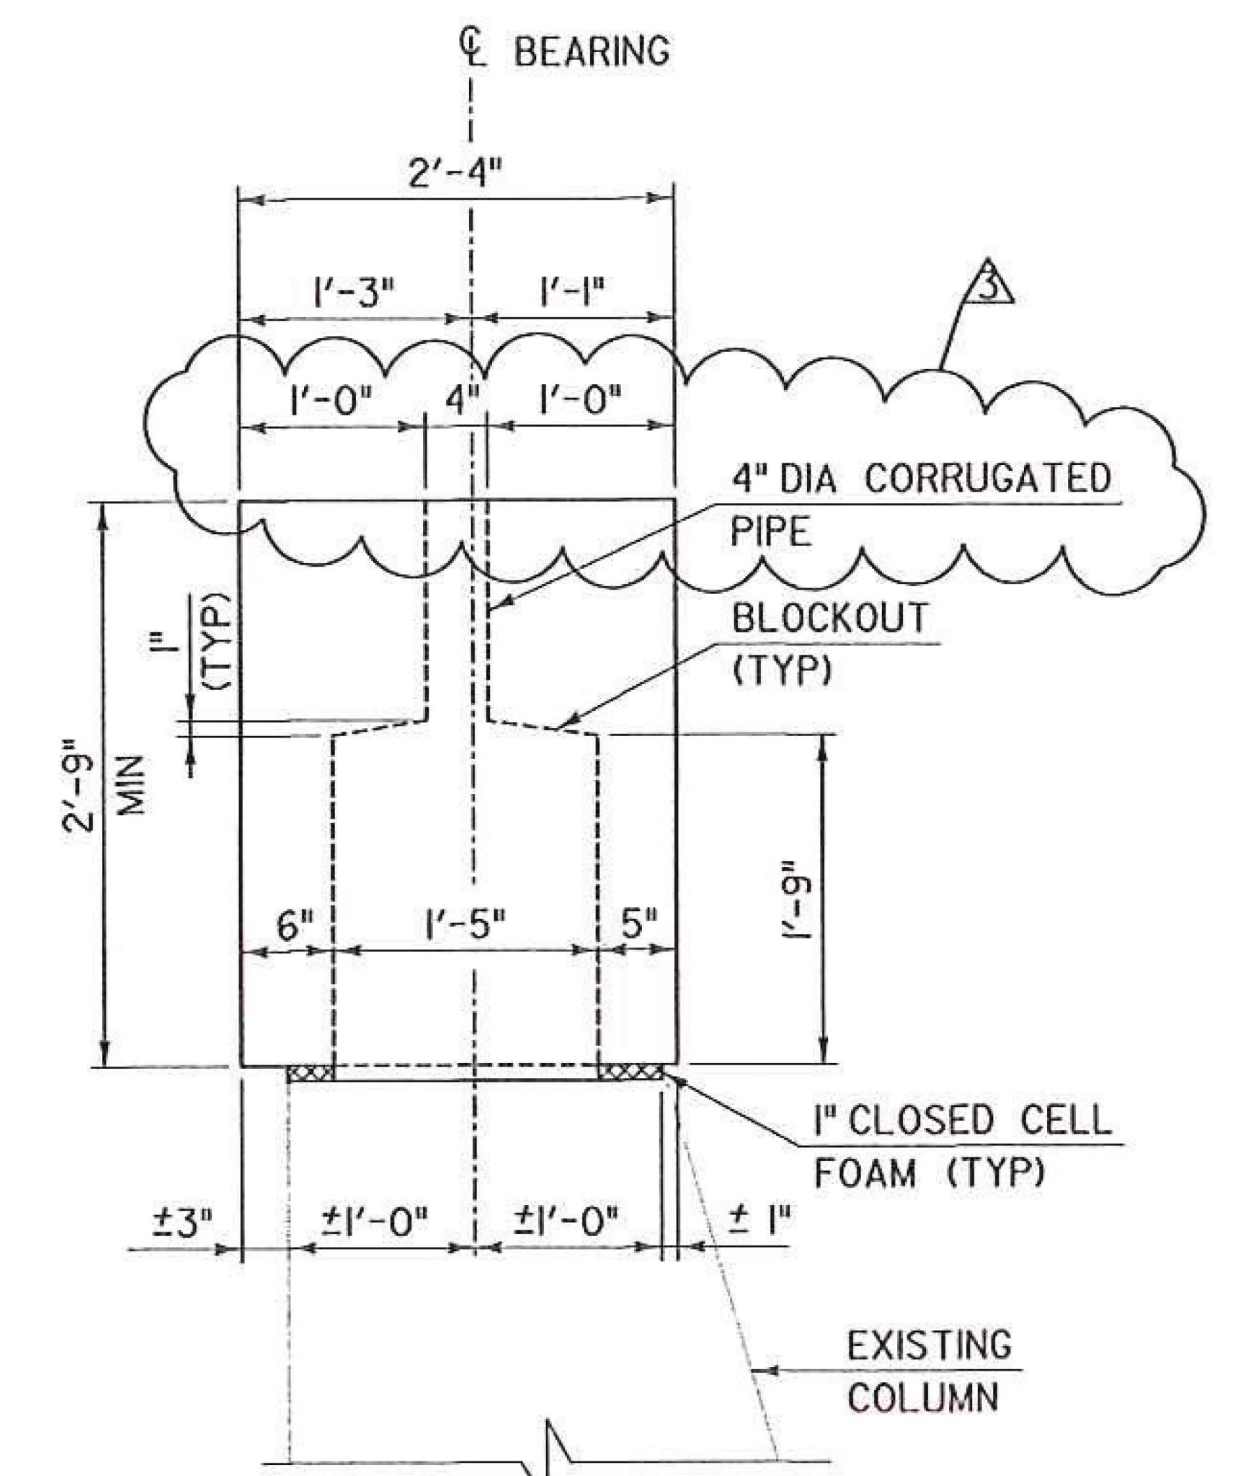 ℄ BEARING
2'-4"
1'-3" 1'-1"
3
1'-0" 4" 1'-0"
4" DIA CORRUGATED
PIPE
1"
(TYP)
BLOCKOUT
(TYP)
2'-9"
MIN
1'-9"
6" 1'-5" 5"
1" CLOSED CELL
FOAM (TYP)
±3" ±1'-0" ±1'-0" ± 1"
EXISTING
COLUMN